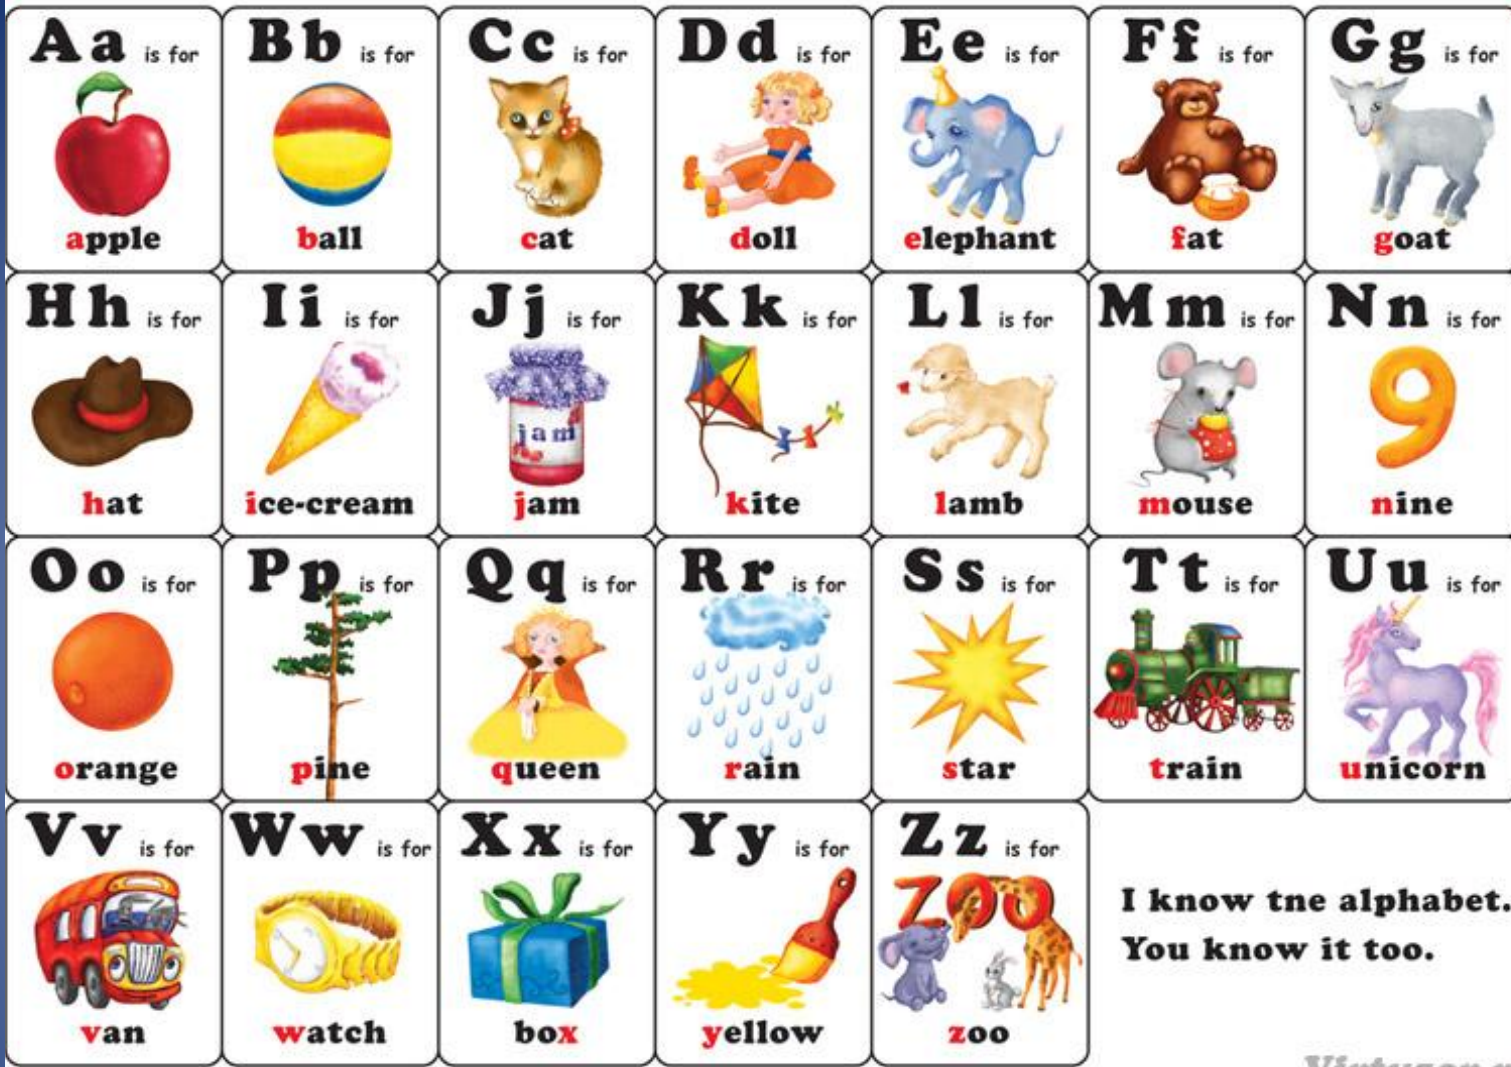 Aa is for
apple
Bb is for
ball
Cc is for
cat
Dd is for
doll
Ee is for
elephant
Ff is for
fat
Gg is for
goat
Hh is for
hat
Ii is for
ice-cream
Jj is for
jam
jam
Kk is for
kite
Ll is for
lamb
Mm is for
mouse
Nn is for
9
nine
Oo is for
orange
Pp is for
pine
Qq is for
queen
Rr is for
rain
Ss is for
star
Tt is for
train
Uu is for
unicorn
Vv is for
van
Ww is for
watch
Xx is for
box
Yy is for
yellow
Zz is for
ZOO
zoo
I know tne alphabet.
You know it too.